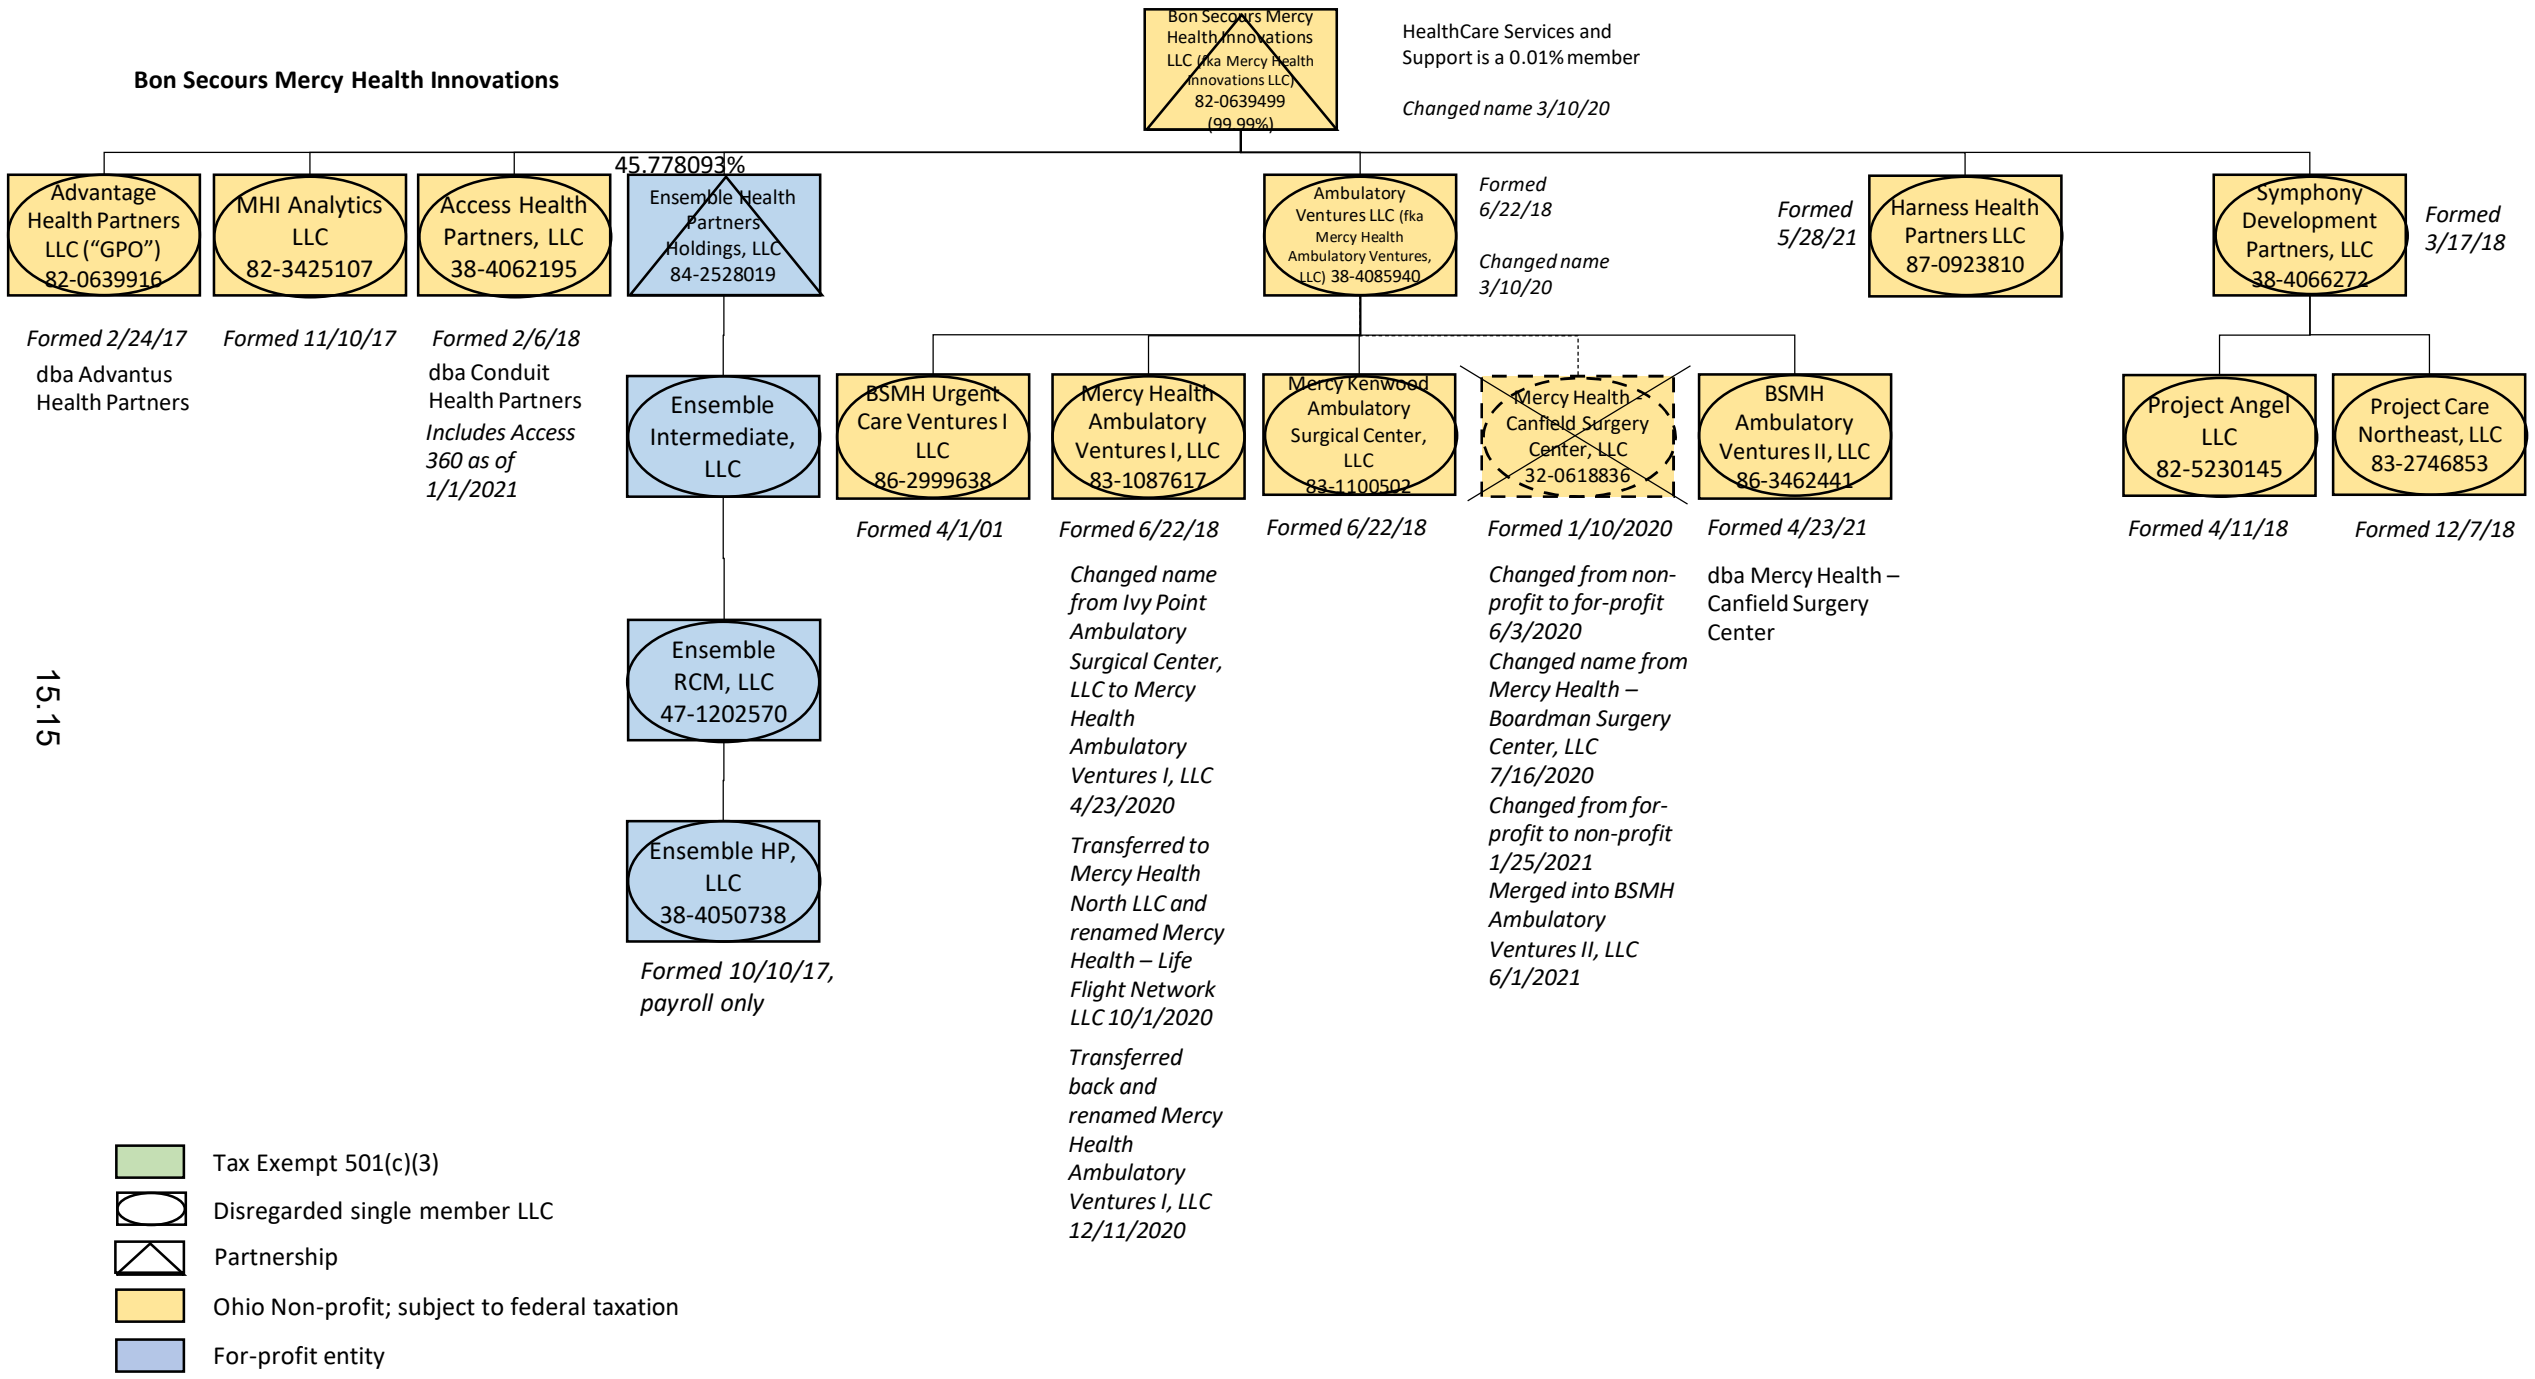 Bon Secours Mercy Health Innovations
Bon Secours Mercy
Health Innovations
LLC (fka Mercy Health
Innovations LLC)
82-0639499
(99.99%)
HealthCare Services and
Support is a 0.01% member
Changed name 3/10/20
45.778093%
Advantage
Health Partners
LLC (“GPO”)
82-0639916
Formed 2/24/17
dba Advantus
Health Partners
MHI Analytics
LLC
82-3425107
Formed 11/10/17
Access Health
Partners, LLC
38-4062195
Formed 2/6/18
dba Conduit
Health Partners
Includes Access
360 as of
1/1/2021
Ensemble Health
Partners
Holdings, LLC
84-2528019
Ensemble
Intermediate,
LLC
Ensemble
RCM, LLC
47-1202570
Ensemble HP,
LLC
38-4050738
Formed 10/10/17,
payroll only
Ambulatory
Ventures LLC (fka
Mercy Health
Ambulatory Ventures,
LLC) 38-4085940
Formed
6/22/18
Changed name
3/10/20
BSMH Urgent
Care Ventures I
LLC
86-2999638
Formed 4/1/01
Mercy Health
Ambulatory
Ventures I, LLC
83-1087617
Formed 6/22/18
Changed name
from Ivy Point
Ambulatory
Surgical Center,
LLC to Mercy
Health
Ambulatory
Ventures I, LLC
4/23/2020
Transferred to
Mercy Health
North LLC and
renamed Mercy
Health – Life
Flight Network
LLC 10/1/2020
Transferred
back and
renamed Mercy
Health
Ambulatory
Ventures I, LLC
12/11/2020
Mercy Kenwood
Ambulatory
Surgical Center,
LLC
83-1100502
Formed 6/22/18
Mercy Health -
Canfield Surgery
Center, LLC
32-0618836
Formed 1/10/2020
Changed from non-
profit to for-profit
6/3/2020
Changed name from
Mercy Health –
Boardman Surgery
Center, LLC
7/16/2020
Changed from for-
profit to non-profit
1/25/2021
Merged into BSMH
Ambulatory
Ventures II, LLC
6/1/2021
BSMH
Ambulatory
Ventures II, LLC
86-3462441
Formed 4/23/21
dba Mercy Health –
Canfield Surgery
Center
Formed
5/28/21
Harness Health
Partners LLC
87-0923810
Symphony
Development
Partners, LLC
38-4066272
Formed
3/17/18
Project Angel
LLC
82-5230145
Formed 4/11/18
Project Care
Northeast, LLC
83-2746853
Formed 12/7/18
15.15
Tax Exempt 501(c)(3)
Disregarded single member LLC
Partnership
Ohio Non-profit; subject to federal taxation
For-profit entity